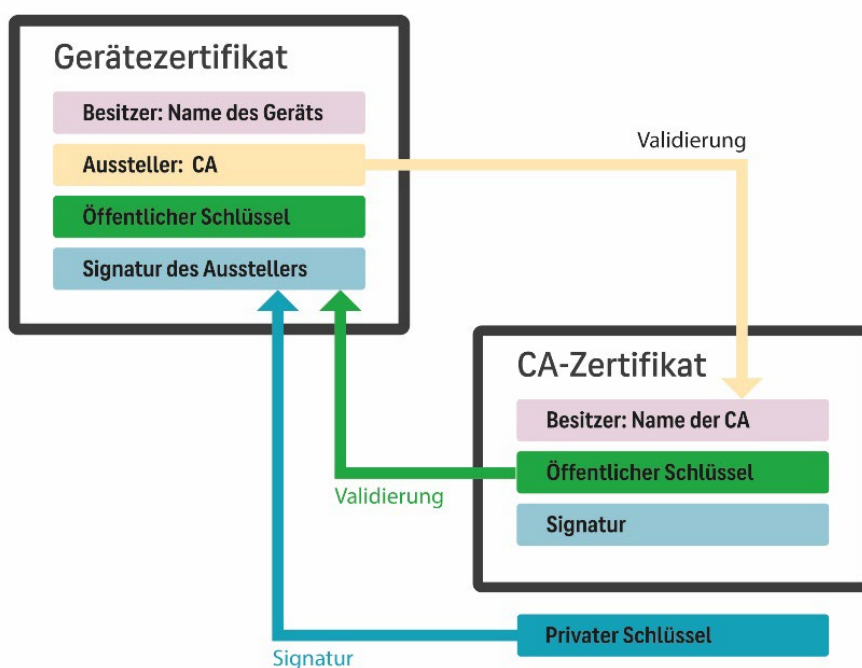 Gerätezertifikat
Besitzer: Name des Geräts
Aussteller: CA
Öffentlicher Schlüssel
Signatur des Ausstellers
Validierung
CA-Zertifikat
Besitzer: Name der CA
Öffentlicher Schlüssel
Validierung
Signatur
Privater Schlüssel
Signatur